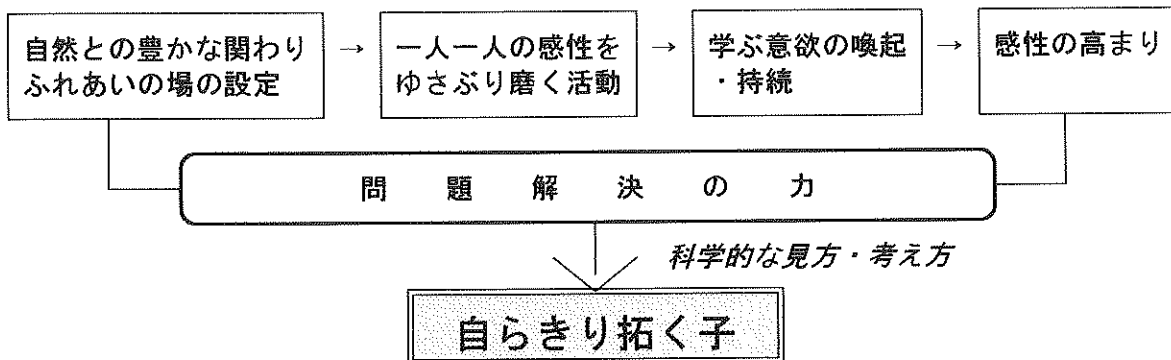 自然との豊かな関わり
ふれあいの場の設定
→
一人一人の感性を
ゆさぶり磨く活動
→
学ぶ意欲の喚起
・持続
→
感性の高まり
問題解決の力
科学的な見方・考え方
自らきり拓く子